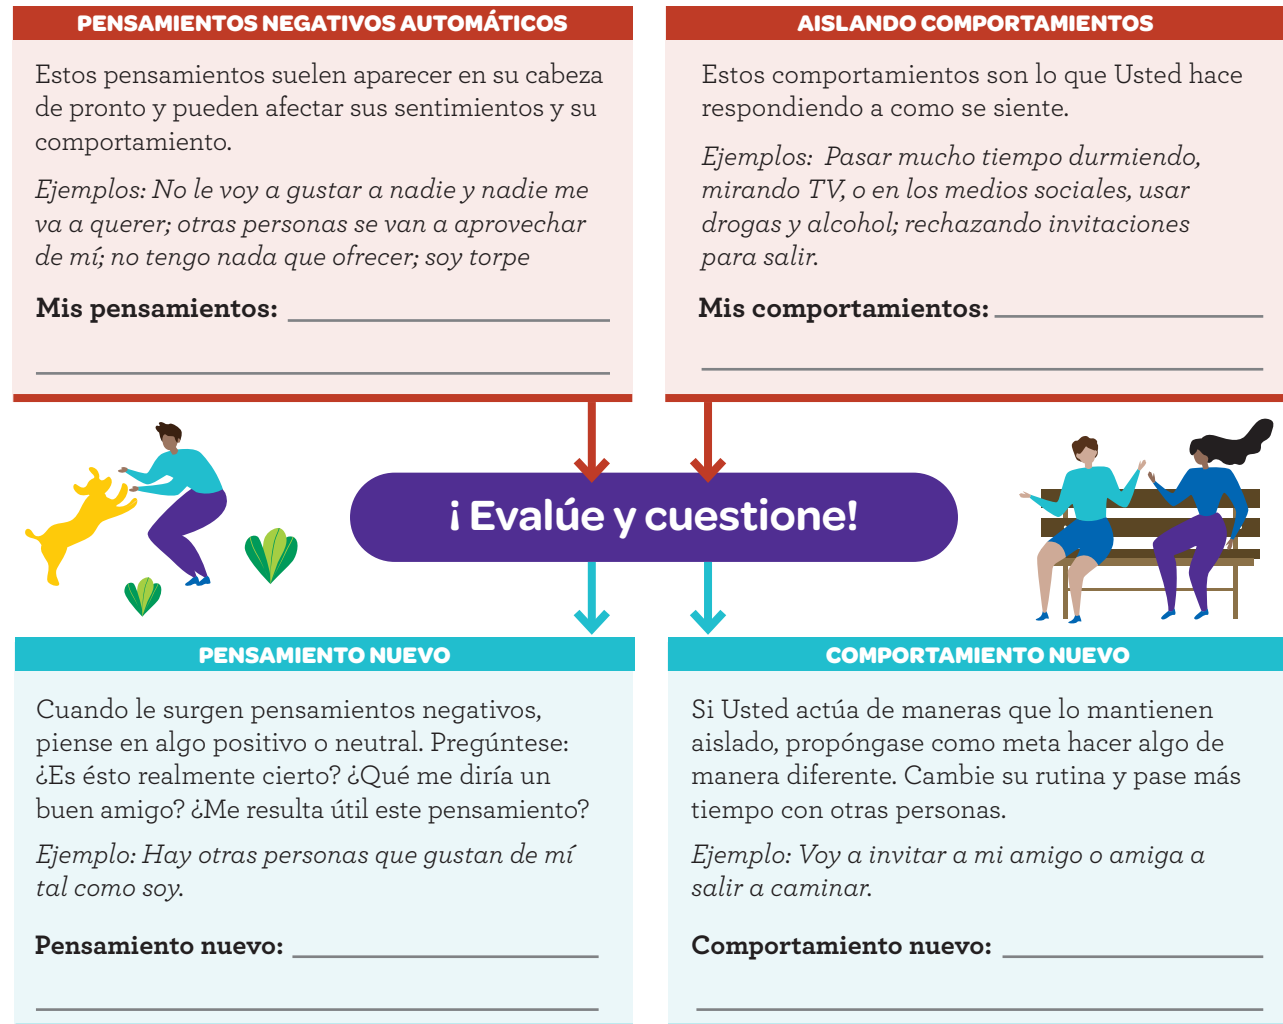 PENSAMIENTOS NEGATIVOS AUTOMÁTICOS
Estos pensamientos suelen aparecer en su cabeza
de pronto y pueden afectar sus sentimientos y su
comportamiento.
Ejemplos: No le voy a gustar a nadie y nadie me
va a querer; otras personas se van a aprovechar
de mí; no tengo nada que ofrecer; soy torpe
Mis pensamientos:
AISLANDO COMPORTAMIENTOS
Estos comportamientos son lo que Usted hace
respondiendo a como se siente.
Ejemplos:  Pasar mucho tiempo durmiendo,
mirando TV, o en los medios sociales, usar
drogas y alcohol; rechazando invitaciones
para salir.
Mis comportamientos:
¡ Evalúe y cuestione!
PENSAMIENTO NUEVO
Cuando le surgen pensamientos negativos,
piense en algo positivo o neutral. Pregúntese:
¿Es ésto realmente cierto? ¿Qué me diría un
buen amigo? ¿Me resulta útil este pensamiento?
Ejemplo: Hay otras personas que gustan de mí
tal como soy.
Pensamiento nuevo:
COMPORTAMIENTO NUEVO
Si Usted actúa de maneras que lo mantienen
aislado, propóngase como meta hacer algo de
manera diferente. Cambie su rutina y pase más
tiempo con otras personas.
Ejemplo: Voy a invitar a mi amigo o amiga a
salir a caminar.
Comportamiento nuevo: